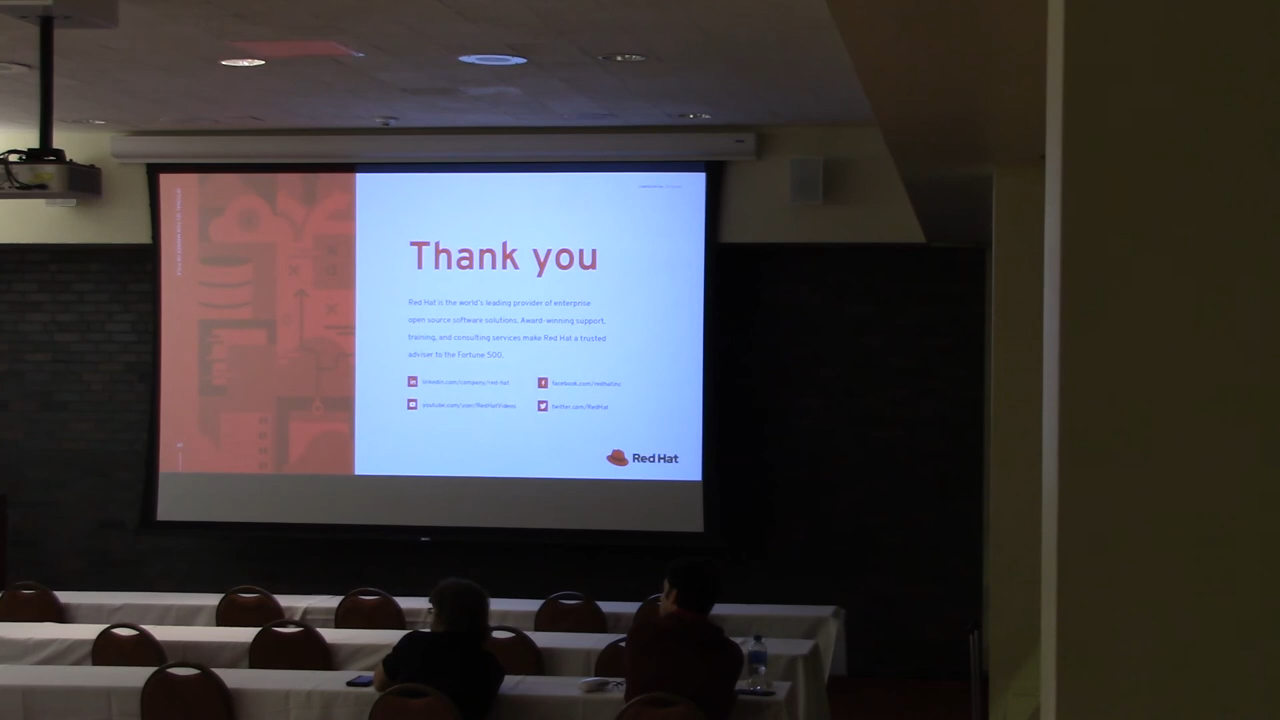 Thank you
Red Hat is the world's leading provider of enterprise
open source software solutions. Award-winning support,
training, and consulting services make Red Hat a trusted
adviser to the Fortune 500.
linkedin.com/company/red-hat
facebook.com/redhatinc
youtube.com/user/RedHatVideos
twitter.com/RedHat
Red Hat